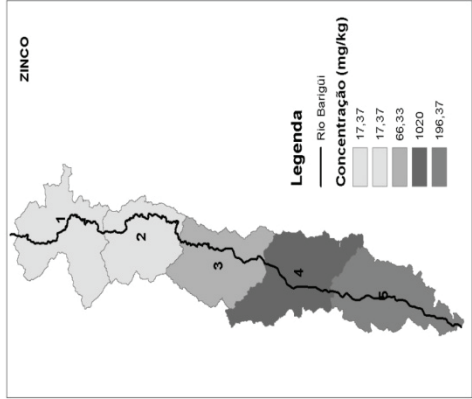 ZINCO
1
2
3
4
5
Legenda
Rio Barigüi
Concentração (mg/kg)
17,37
17,37
66,33
1020
196,37